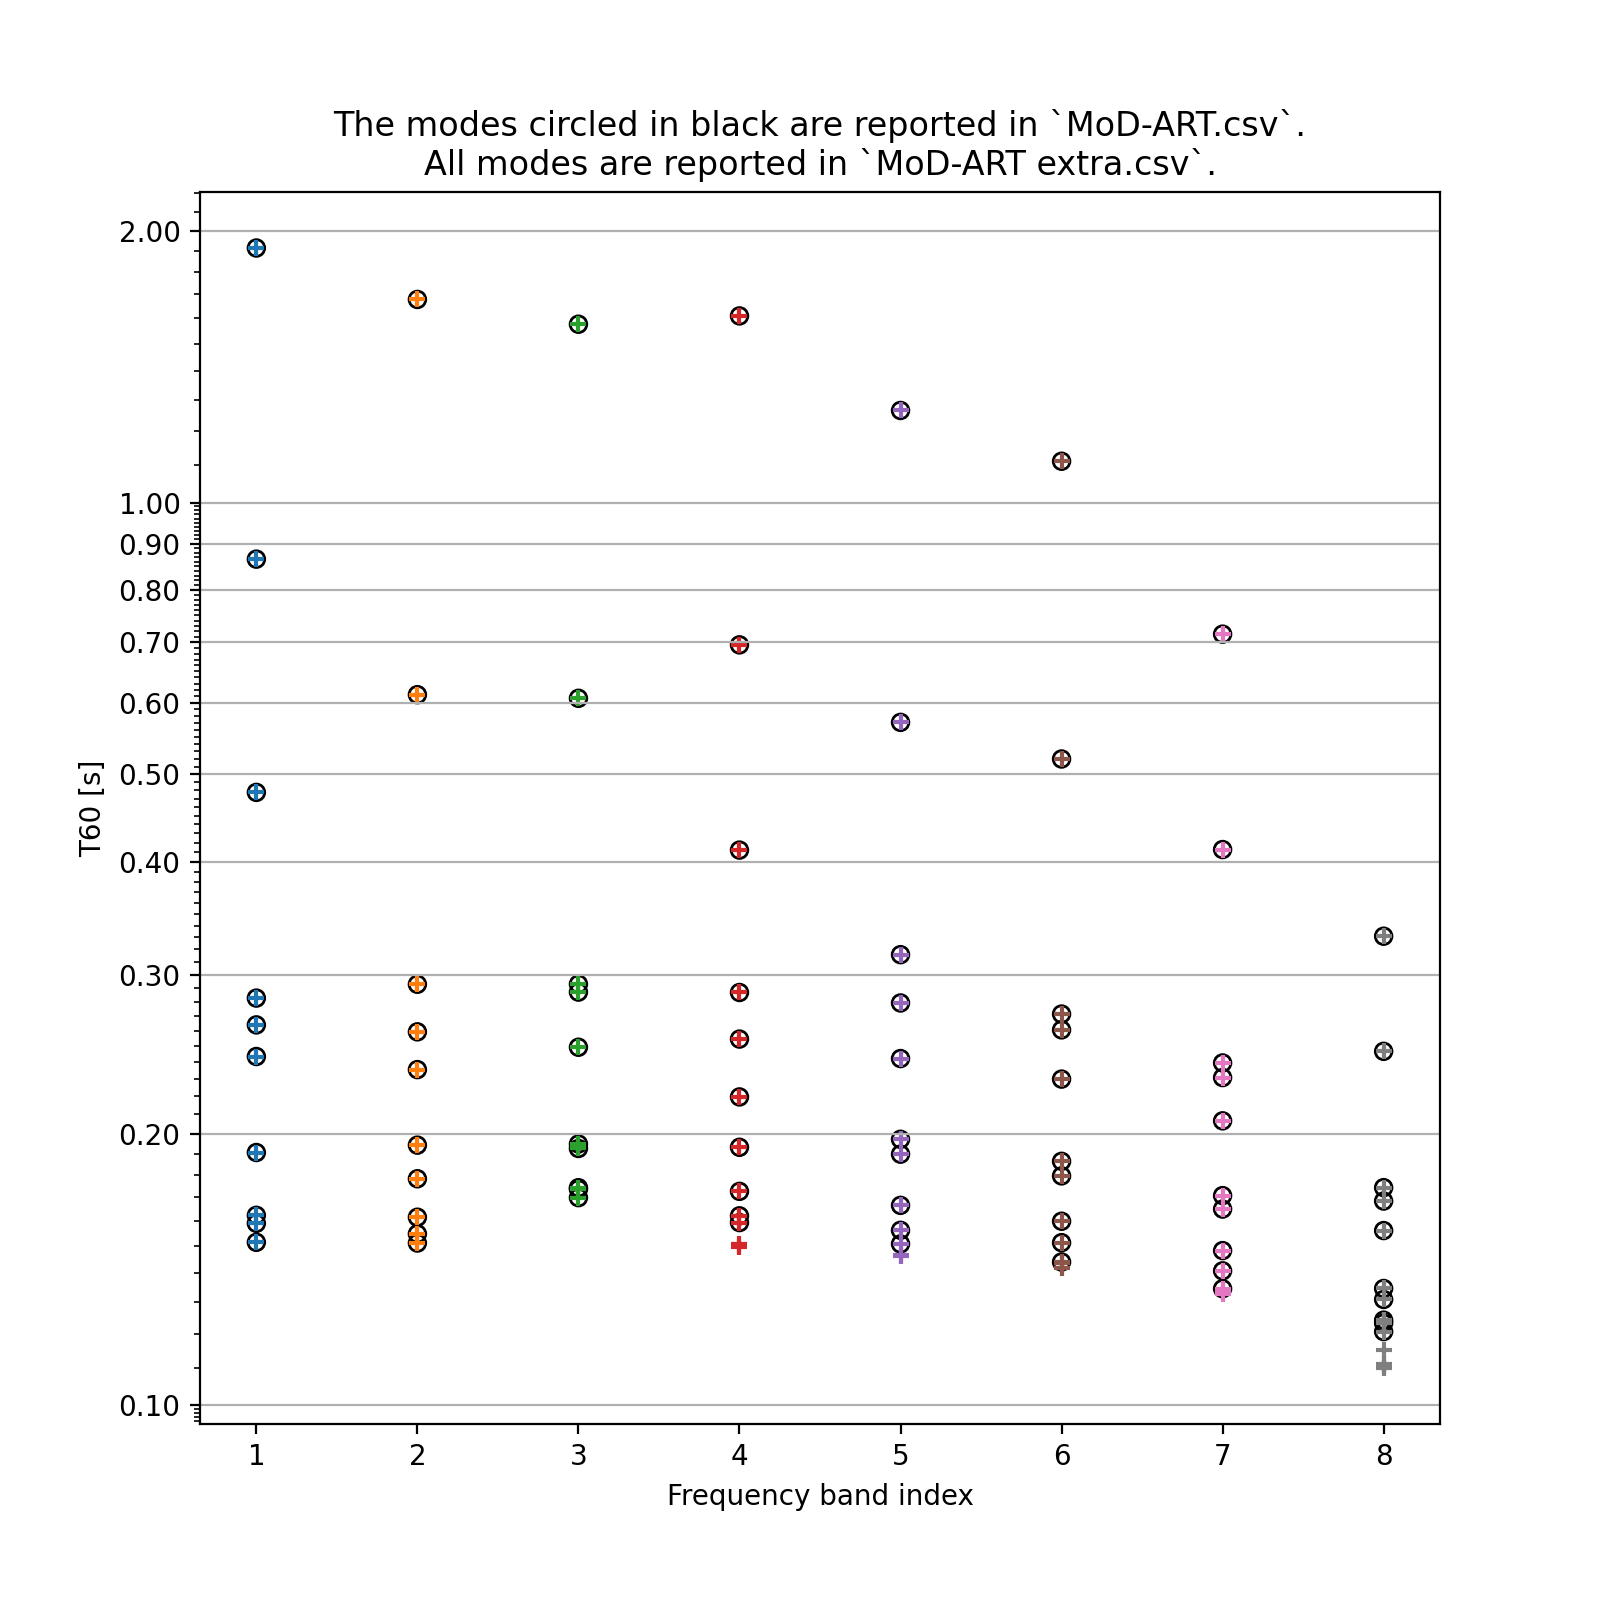 The modes circled in black are reported in `MoD-ART.csv`.
All modes are reported in `MoD-ART extra.csv`.
2.00
1.00
0.90
0.80
0.70
0.60
0.50
0.40
0.30
0.20
0.10
T60 [s]
1 2 3 4 5 6 7 8
Frequency band index